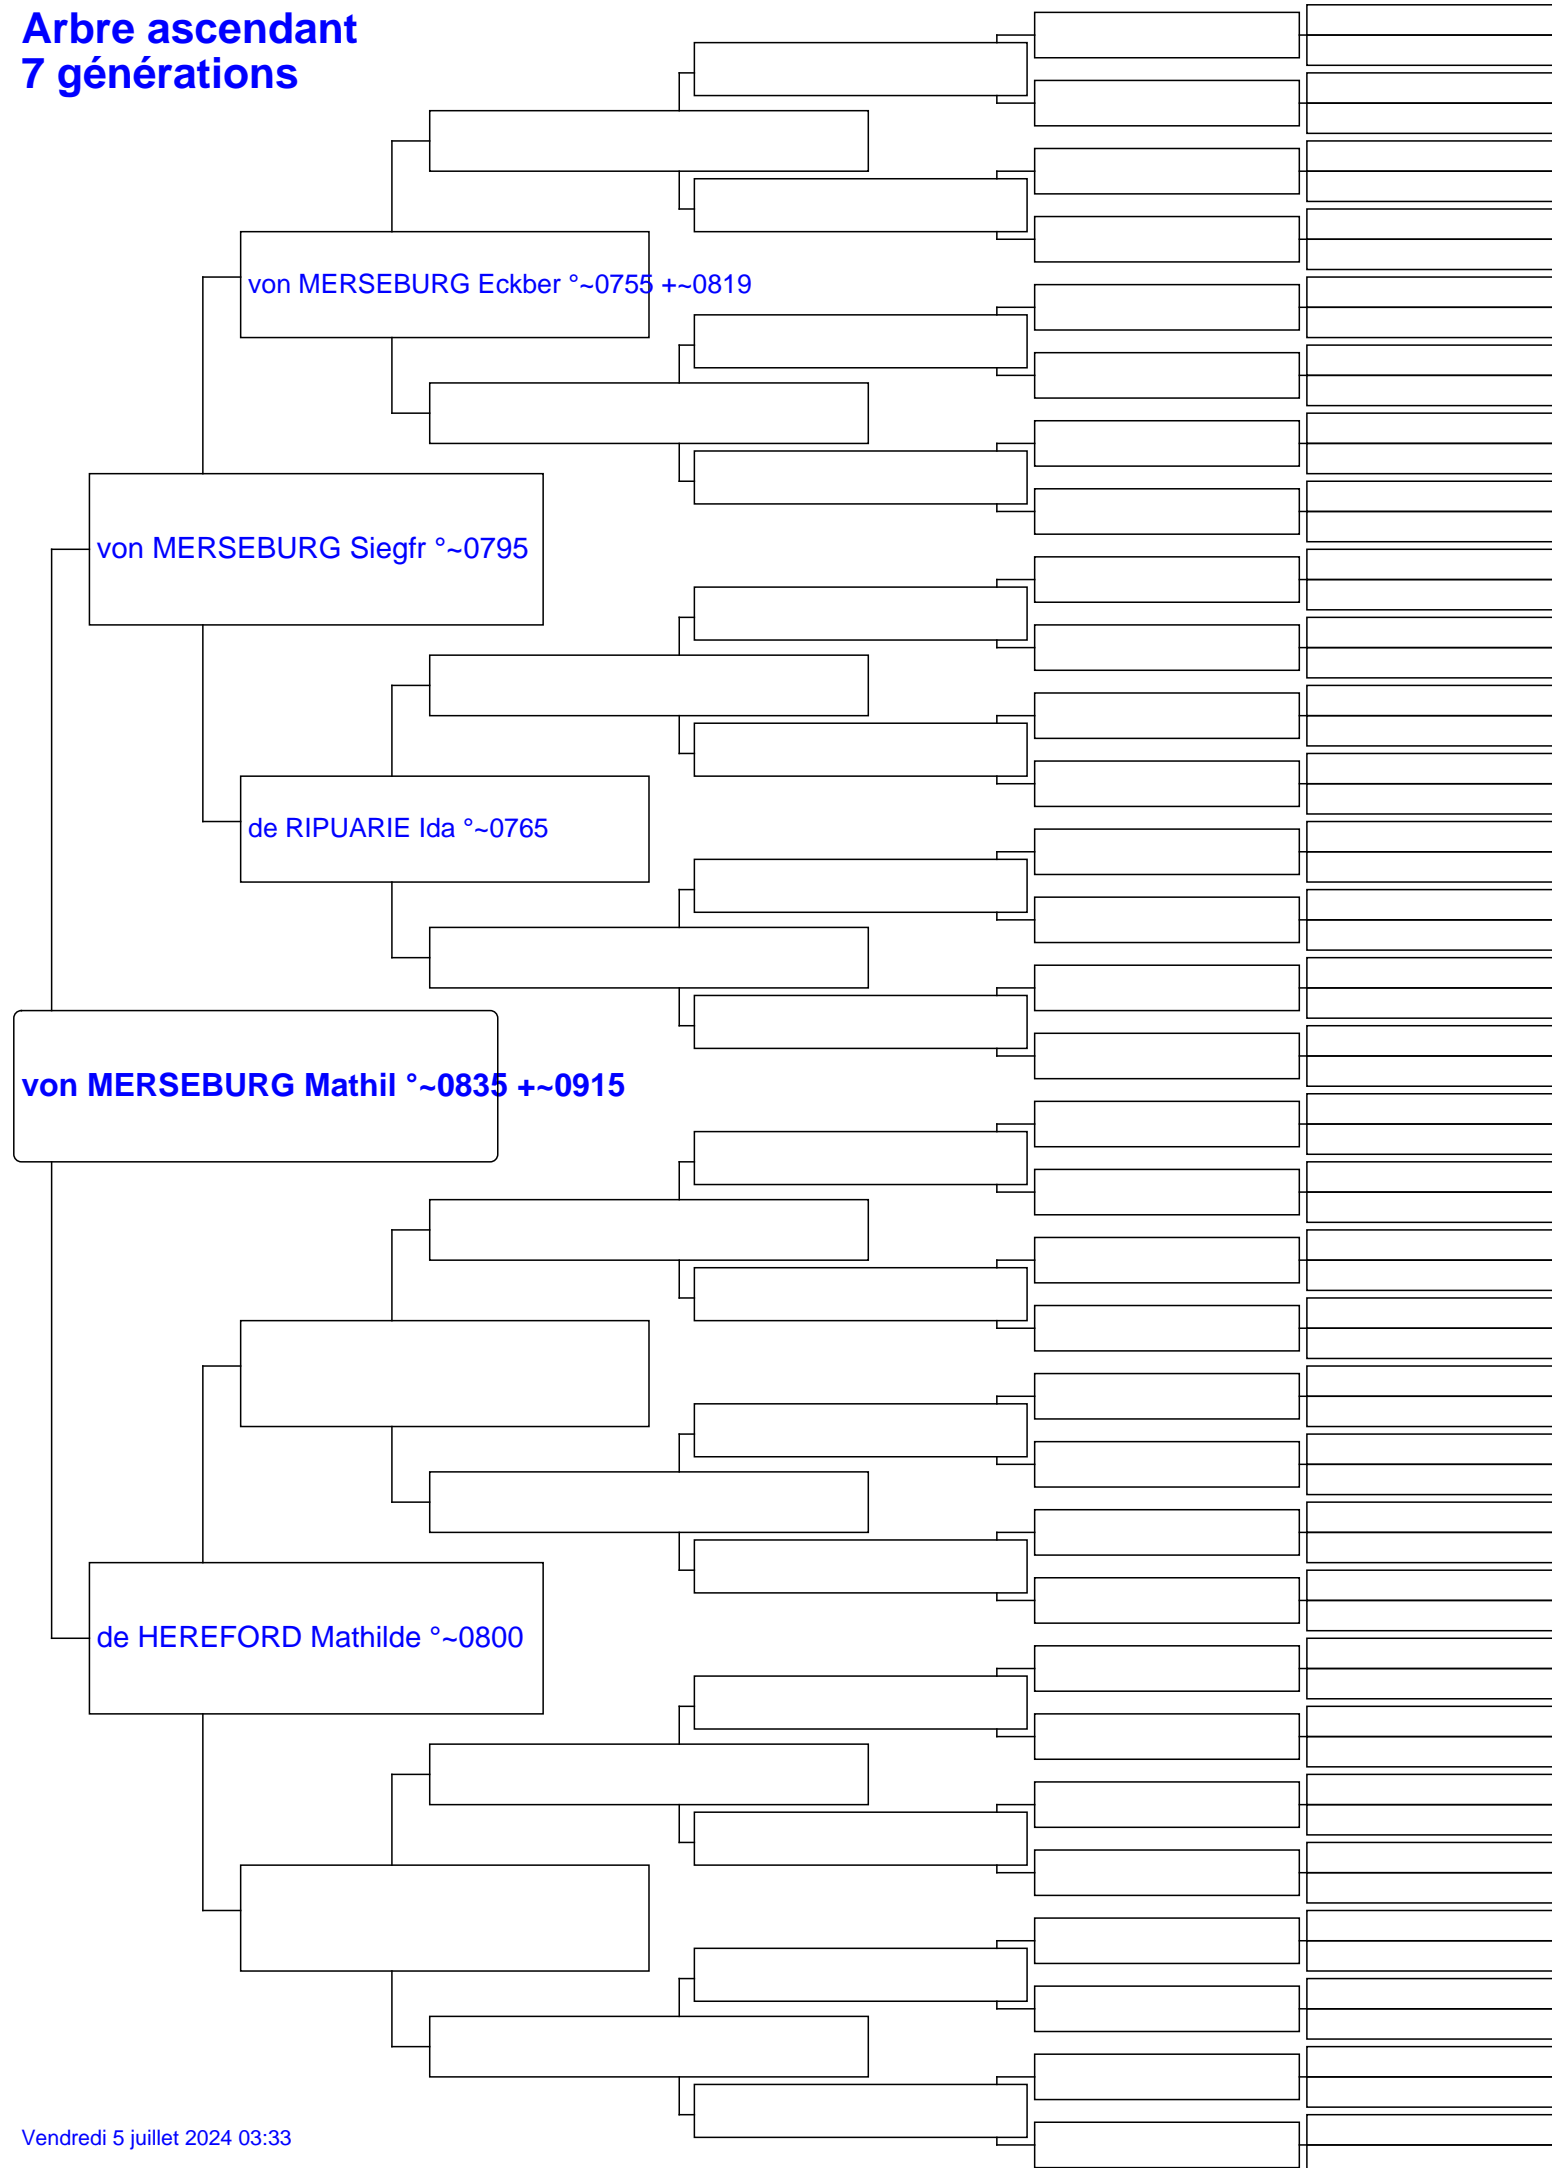 Arbre ascendant
7 générations
von MERSEBURG Eckber °~0755 +~0819
von MERSEBURG Siegfr °~0795
de RIPUARIE Ida °~0765
von MERSEBURG Mathil °~0835 +~0915
de HEREFORD Mathilde °~0800
Vendredi 5 juillet 2024 03:33